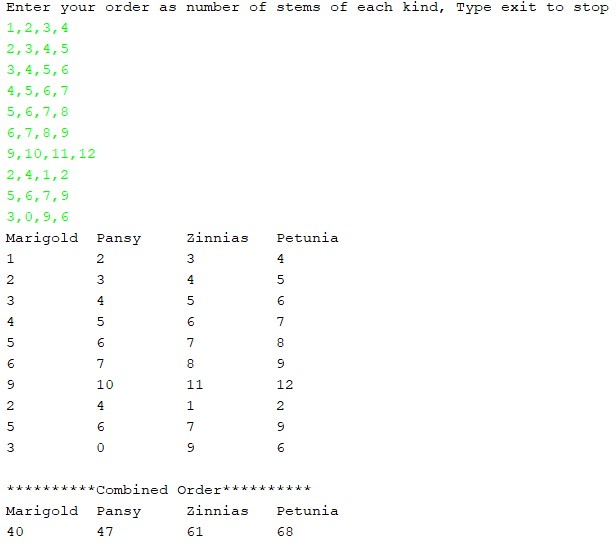 Enter your order as number of stems of each kind, Type exit to stop
1,2,3,4
2,3,4,5
3,4,5,6
4,5,6,7
5,6,7,8
6,7,8,9
9,10,11,12
2,4,1,2
5,6,7,9
3,0,9,6
Marigold Pansy Zinnias Petunia
1 2 3 4
2 3 4 5
3 4 5 6
4 5 6 7
5 6 7 8
6 7 8 9
9 10 11 12
2 4 1 2
5 6 7 9
3 0 9 6
**********Combined Order**********
Marigold Pansy Zinnias Petunia
40 47 61 68